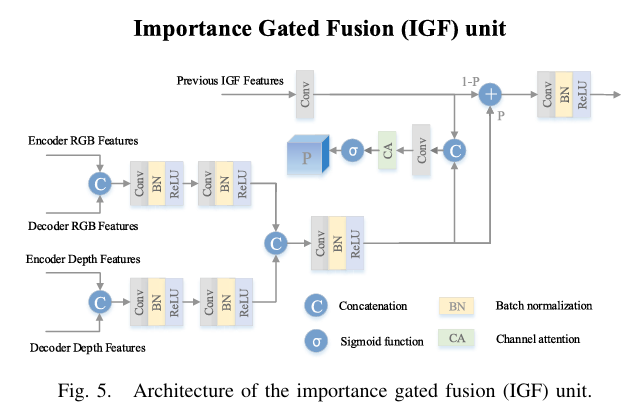 Importance Gated Fusion (IGF) unit
Previous IGF Features
Conv
1-P
+
P
Conv
BN
ReLU
P
σ
CA
Conv
C
Encoder RGB Features
C
Conv
BN
ReLU
Conv
BN
ReLU
Decoder RGB Features
C
Conv
BN
ReLU
Encoder Depth Features
C
Conv
BN
ReLU
Conv
BN
ReLU
Decoder Depth Features
C Concatenation
BN Batch normalization
σ Sigmoid function
CA Channel attention
Fig. 5. Architecture of the importance gated fusion (IGF) unit.